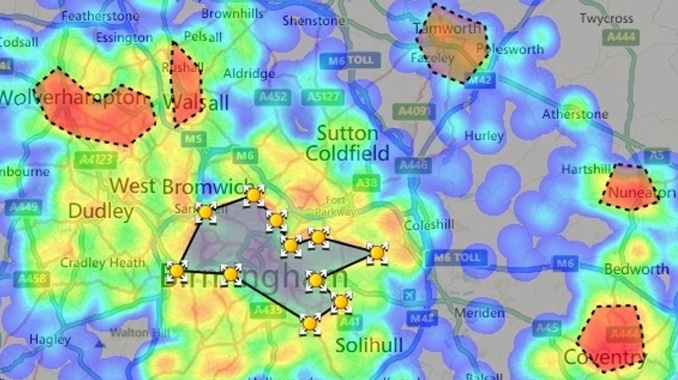 Featherstone
Brownhills
Shenstone
Twycross
Codsall
Essington
Pelsall
Tamworth
A444
Polesworth
Rushall
Aldridge
M6 TOLL
Fazeley
M42
Wolverhampton
Walsall
A452
A5127
A4091
Atherstone
M5
Sutton
Coldfield
Hurley
A4123
M6
A446
A5
Hartshill
West Bromwich
A38
Nuneaton
A449
Dudley
Fort
Parkway
Coleshill
Cradley Heath
M6 TOLL
M6
Bedworth
A458
Birmingham
A435
A41
M42
Meriden
A45
A444
Hagley
Walton Hill
Solihull
Coventry
Balsall